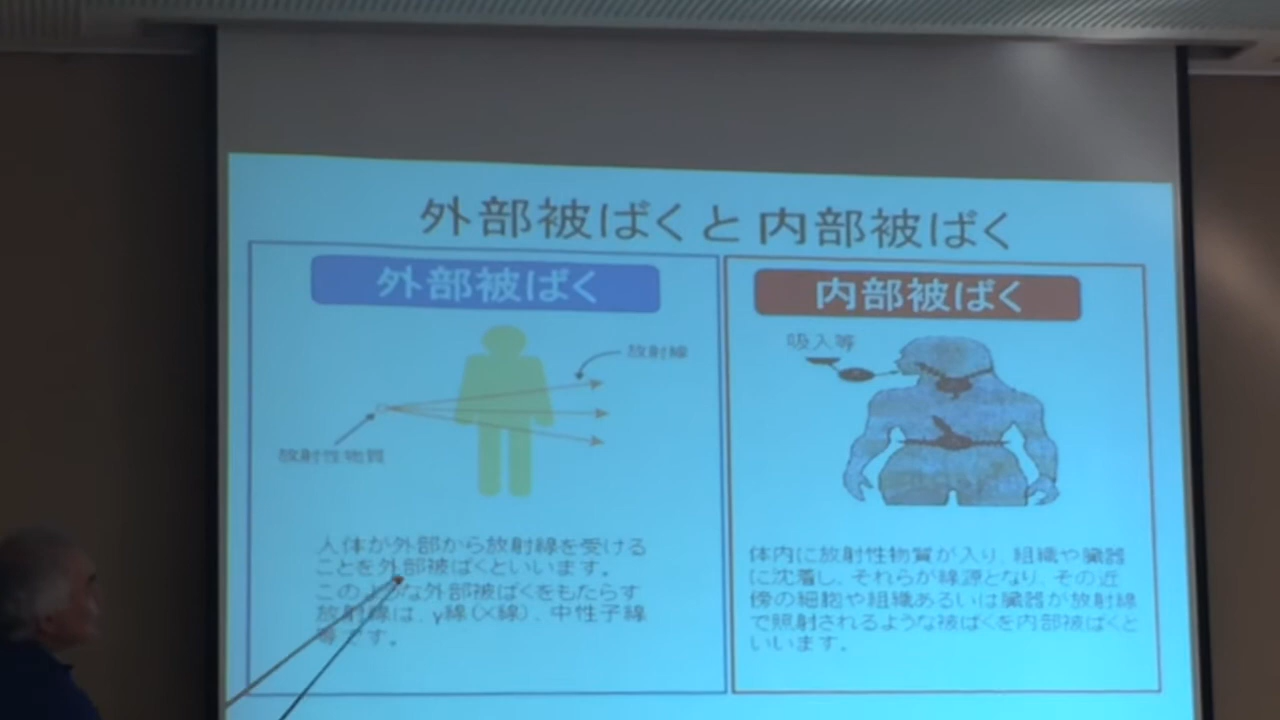 外部被ばくと内部被ばく
外部被ばく
放射線
放射性物質
人体が外部から放射線を受ける
ことを外部被ばくといいます。
このような外部被ばくをもたらす
放射線は、γ線(X線)、中性子線
等です。
内部被ばく
吸入等
体内に放射性物質が入り、組織や臓器
に沈着し、それらが線源となり、その近
傍の細胞や組織あるいは臓器が放射線
で照射されるような被ばくを内部被ばくと
いいます。